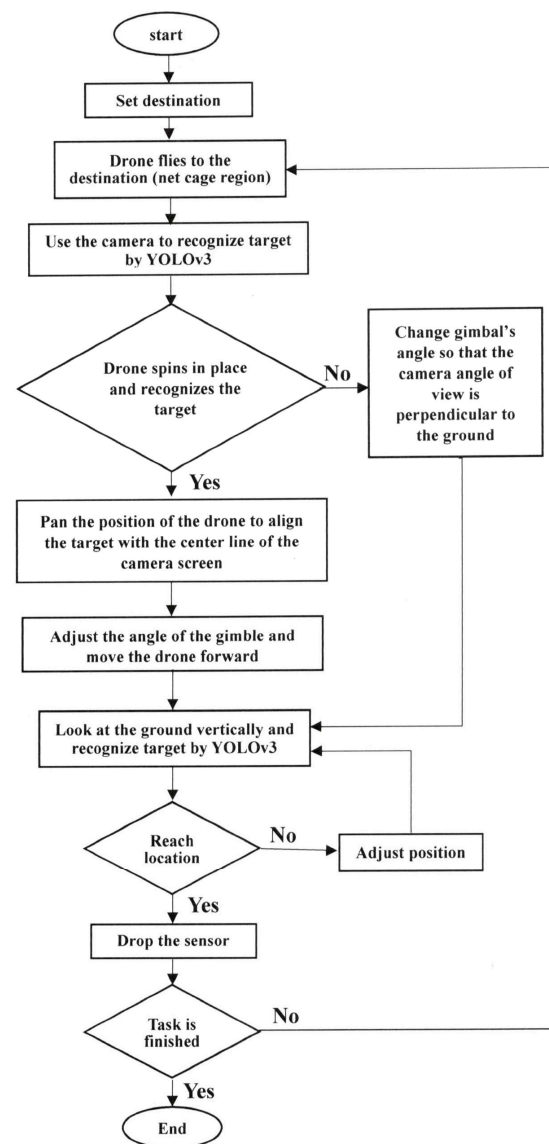 start
Set destination
Drone flies to the
destination (net cage region)
Use the camera to recognize target
by YOLOv3
Drone spins in place
and recognizes the
target
No
Change gimbal's
angle so that the
camera angle of
view is
perpendicular to
the ground
Yes
Pan the position of the drone to align
the target with the center line of the
camera screen
Adjust the angle of the gimble and
move the drone forward
Look at the ground vertically and
recognize target by YOLOv3
Reach
location
No
Adjust position
Yes
Drop the sensor
Task is
finished
No
Yes
End